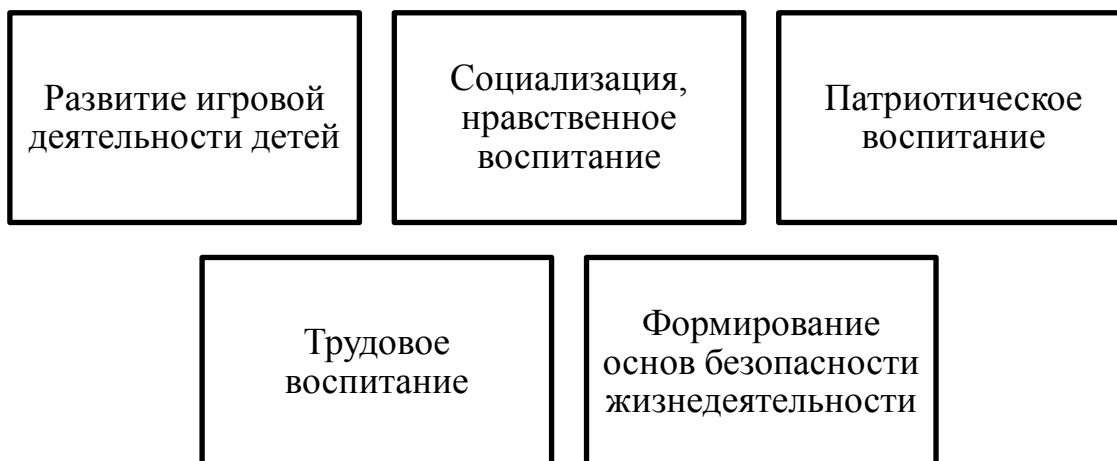 Развитие игровой
деятельности детей
Социализация,
нравственное
воспитание
Патриотическое
воспитание
Трудовое
воспитание
Формирование
основ безопасности
жизнедеятельности